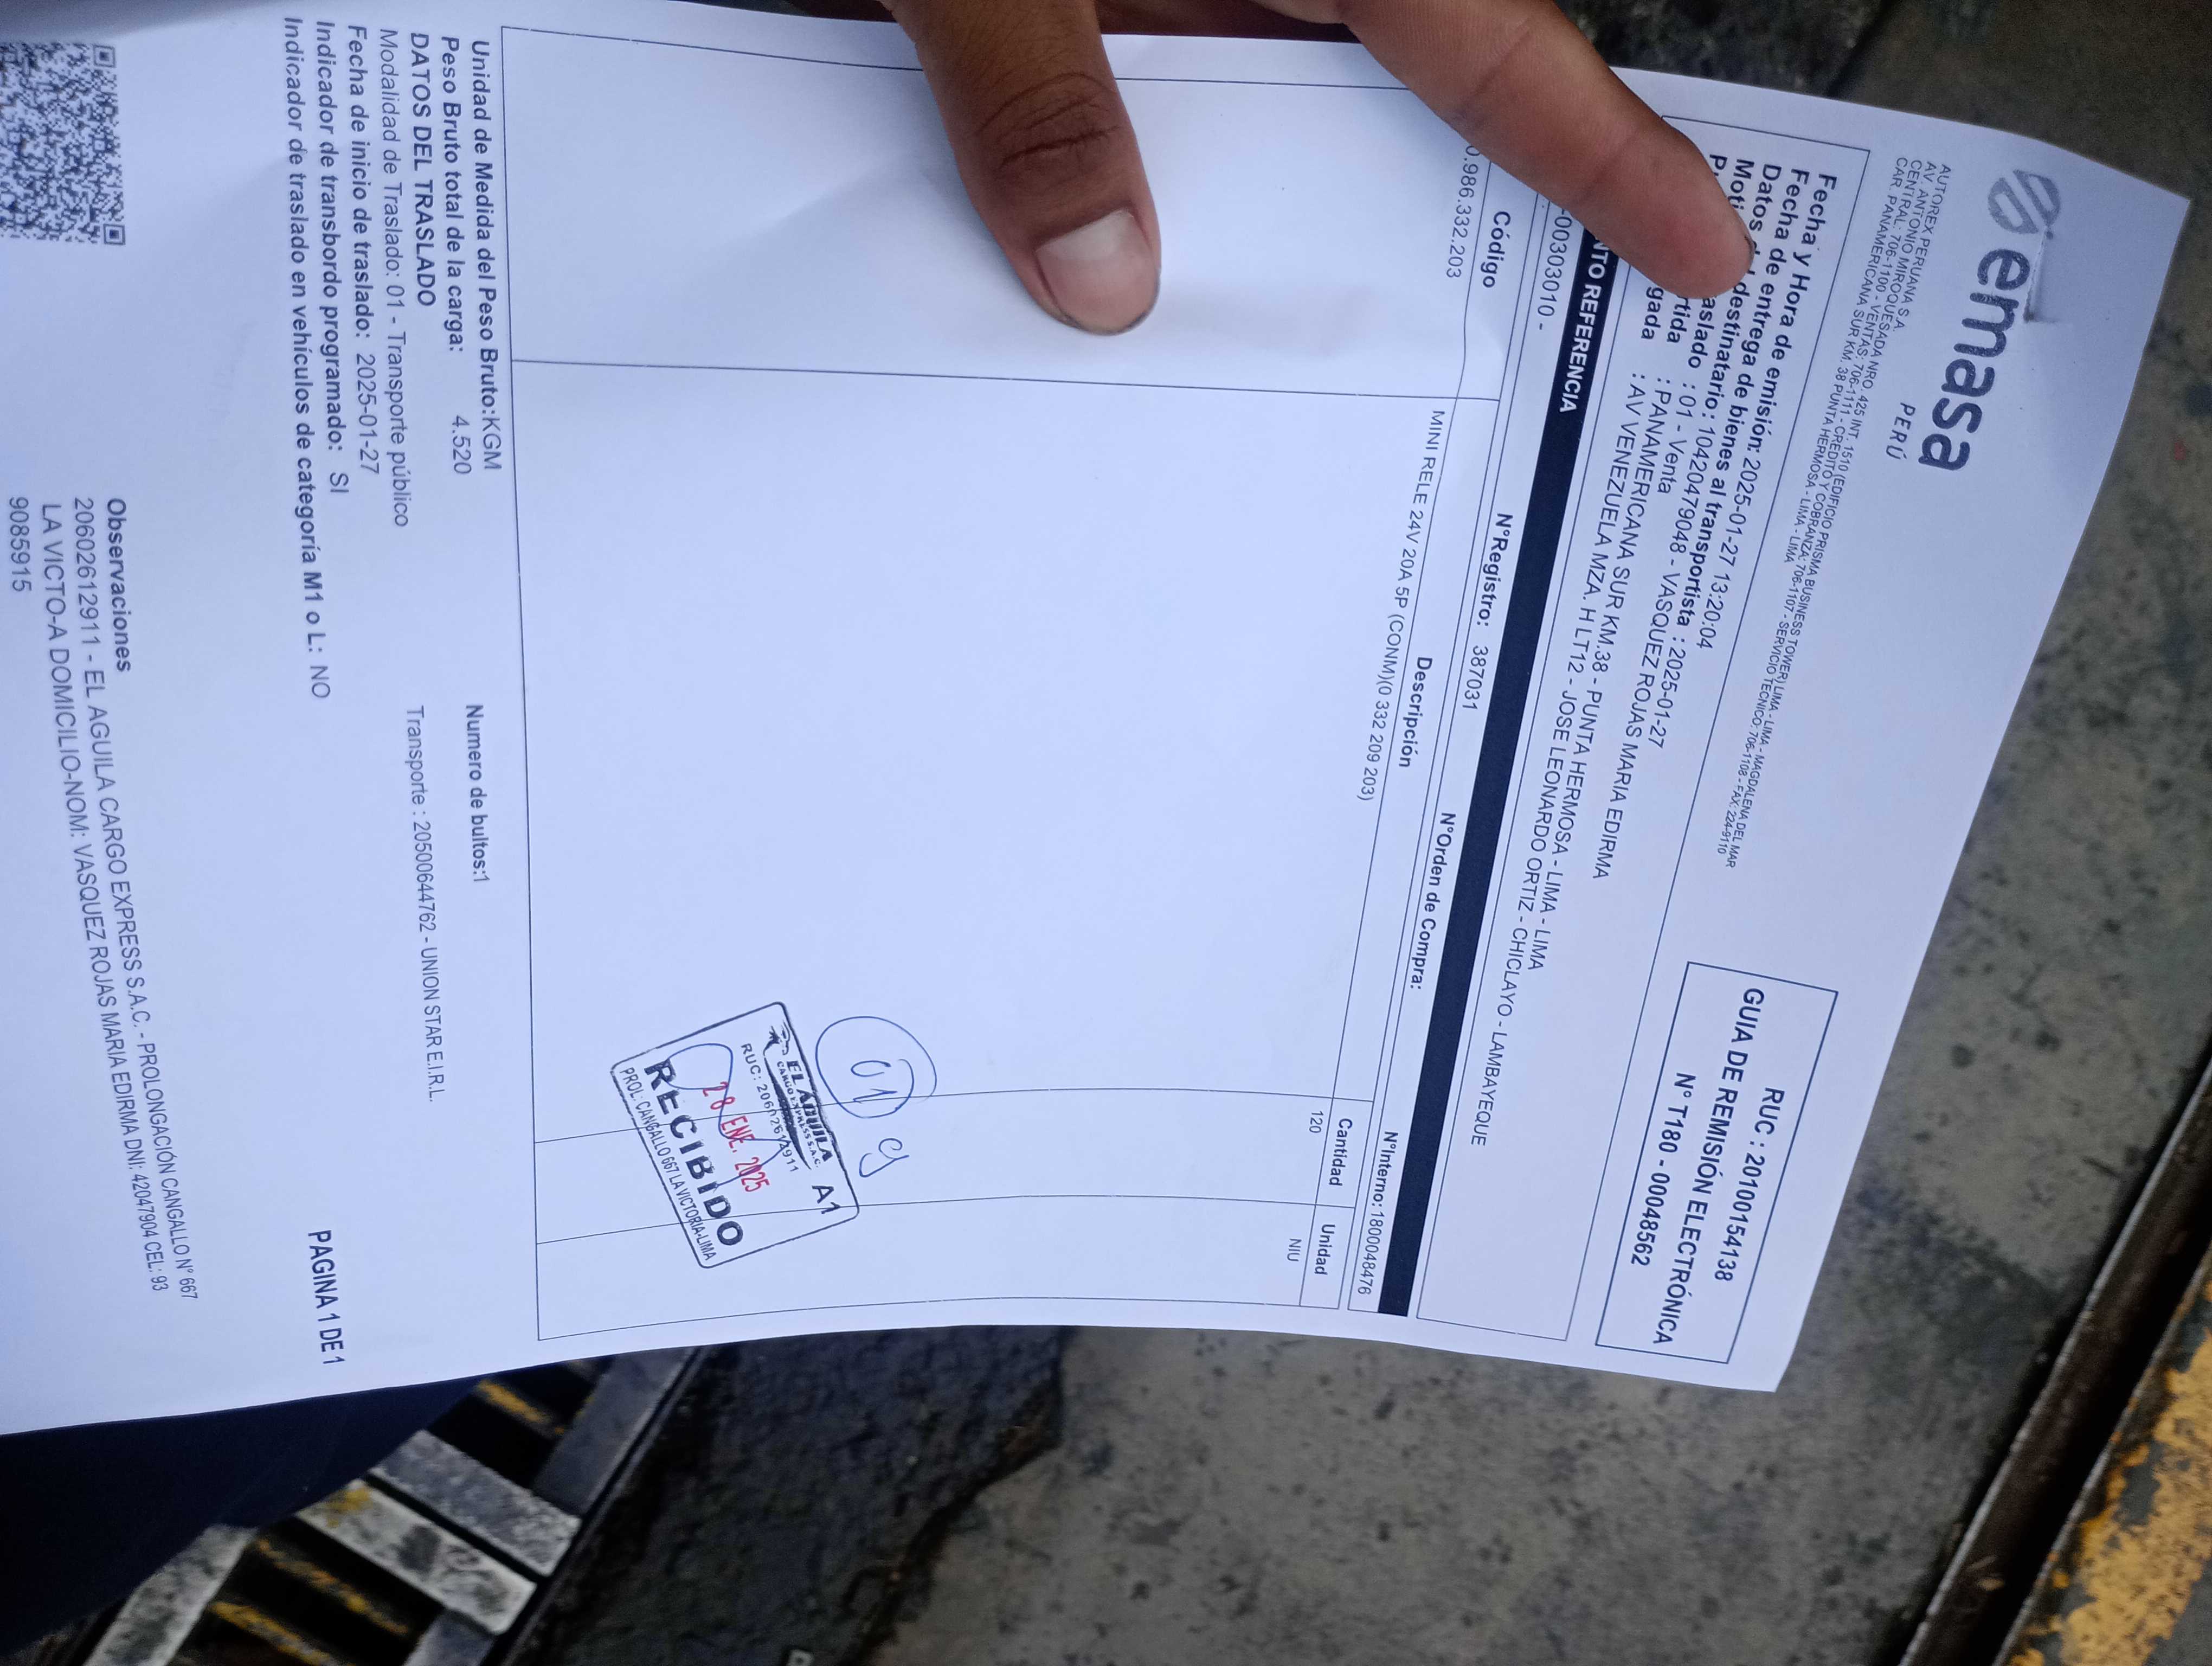 emasa
PERÚ
AUTOREX PERUANA S.A.
AV. ANTONIO MIROQUESADA NRO. 425 INT. 1510 (EDIFICIO PRISMA BUSINESS TOWER) LIMA - LIMA - MAGDALENA DEL MAR
CENTRAL: 706-1100 - VENTAS: 706-1111 - CREDITO Y COBRANZA: 706-1107 - SERVICIO TECNICO: 706-1108 - FAX: 224-9110
CAR. PANAMERICANA SUR KM. 38 PUNTA HERMOSA - LIMA - LIMA
RUC : 20100154138
GUIA DE REMISIÓN ELECTRÓNICA
N° T180 - 00048562
Fecha y Hora de emisión: 2025-01-27 13:20:04
Fecha de entrega de bienes al transportista : 2025-01-27
Datos destinatario : 10420479048 - VASQUEZ ROJAS MARIA EDIRMA
Moti aslado : 01 - Venta
P rtida : PANAMERICANA SUR KM.38 - PUNTA HERMOSA - LIMA - LIMA
gada : AV VENEZUELA MZA. H LT12 - JOSE LEONARDO ORTIZ - CHICLAYO - LAMBAYEQUE
NTO REFERENCIA
-00303010 -
N°Registro: 387031 N°Orden de Compra: N°Interno: 1800048476
Código Descripción Cantidad Unidad
0.986.332.203 MINI RELE 24V 20A 5P (CONM)(0 332 209 203) 120 NIU
01
EL AGUILA A1
CARGO EXPRESS S.A.C.
RUC: 20602612911
28 ENE. 2025
RECIBIDO
PROL: CANGALLO 667 LA VICTORIA-LIMA
Unidad de Medida del Peso Bruto:KGM Numero de bultos:1
Peso Bruto total de la carga: 4.520
DATOS DEL TRASLADO
Modalidad de Traslado: 01 - Transporte público Transporte : 20500644762 - UNION STAR E.I.R.L.
Fecha de inicio de traslado: 2025-01-27
Indicador de transbordo programado: SI
Indicador de traslado en vehículos de categoría M1 o L: NO
PAGINA 1 DE 1
Observaciones
20602612911 - EL AGUILA CARGO EXPRESS S.A.C. - PROLONGACIÓN CANGALLO N° 667
LA VICTO-A DOMICILIO-NOM: VASQUEZ ROJAS MARIA EDIRMA DNI: 42047904 CEL: 93
9085915